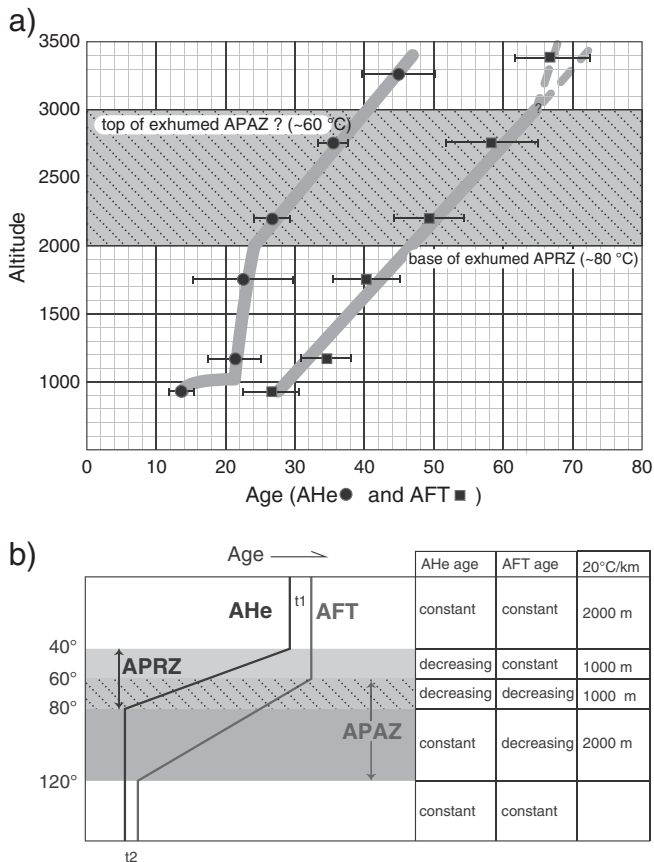 a)
3500
3000
2500
2000
1500
1000
Altitude
top of exhumed APAZ ? (~60 °C)
?
base of exhumed APRZ (~80 °C)
0 10 20 30 40 50 60 70 80
Age (AHe● and AFT ■ )
b)
Age
AHe age AFT age 20°C/km
AHe t1 AFT
constant constant 2000 m
40°
APRZ
decreasing constant 1000 m
60°
decreasing decreasing 1000 m
80°
APAZ
constant decreasing 2000 m
120°
constant constant
t2